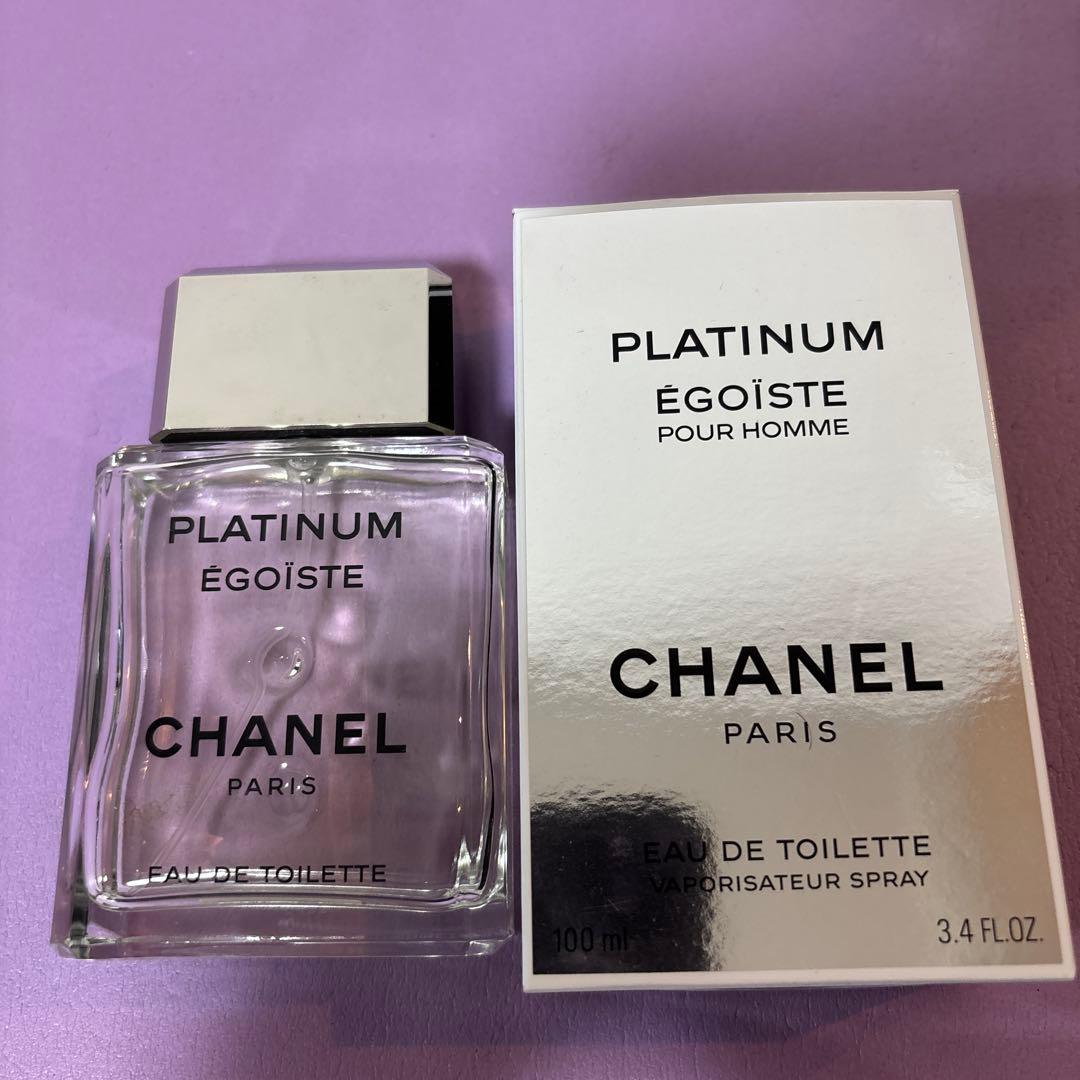 PLATINUM
ÉGOÏSTE
CHANEL
PARIS
EAU DE TOILETTE
PLATINUM
ÉGOÏSTE
POUR HOMME
CHANEL
PARIS
EAU DE TOILETTE
VAPORISATEUR SPRAY
100 ml
3.4 FL.OZ.